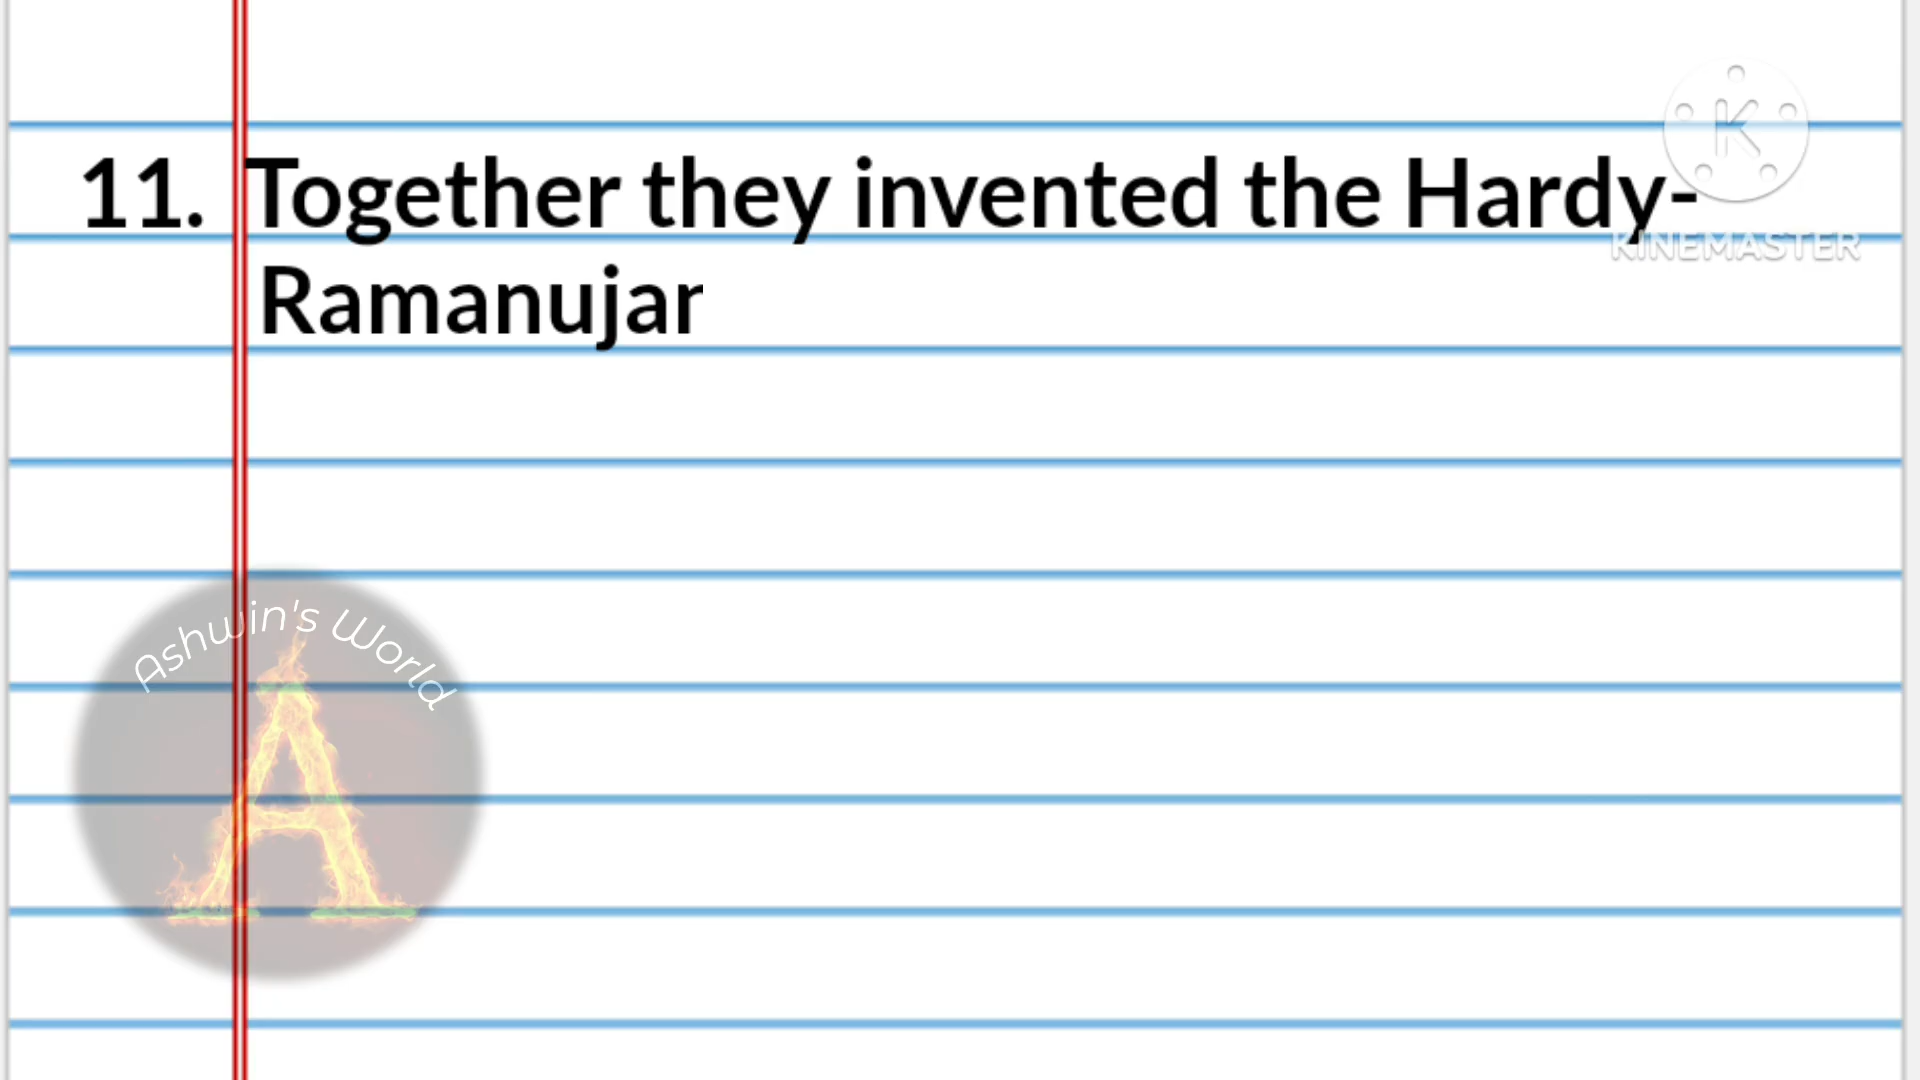 11. Together they invented the Hardy-
Ramanujar
KINEMASTER
Ashwin's World
A